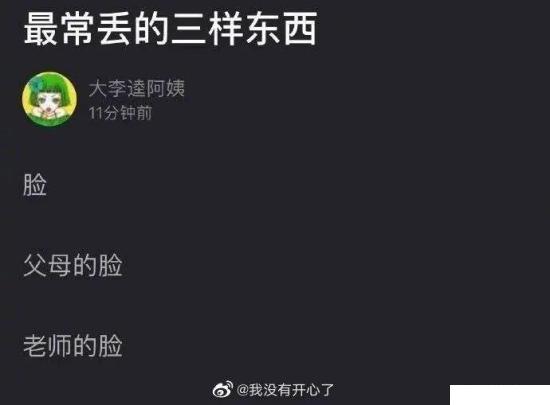 最常丢的三样东西
大李逵阿姨
11分钟前
脸
父母的脸
老师的脸
@我没有开心了